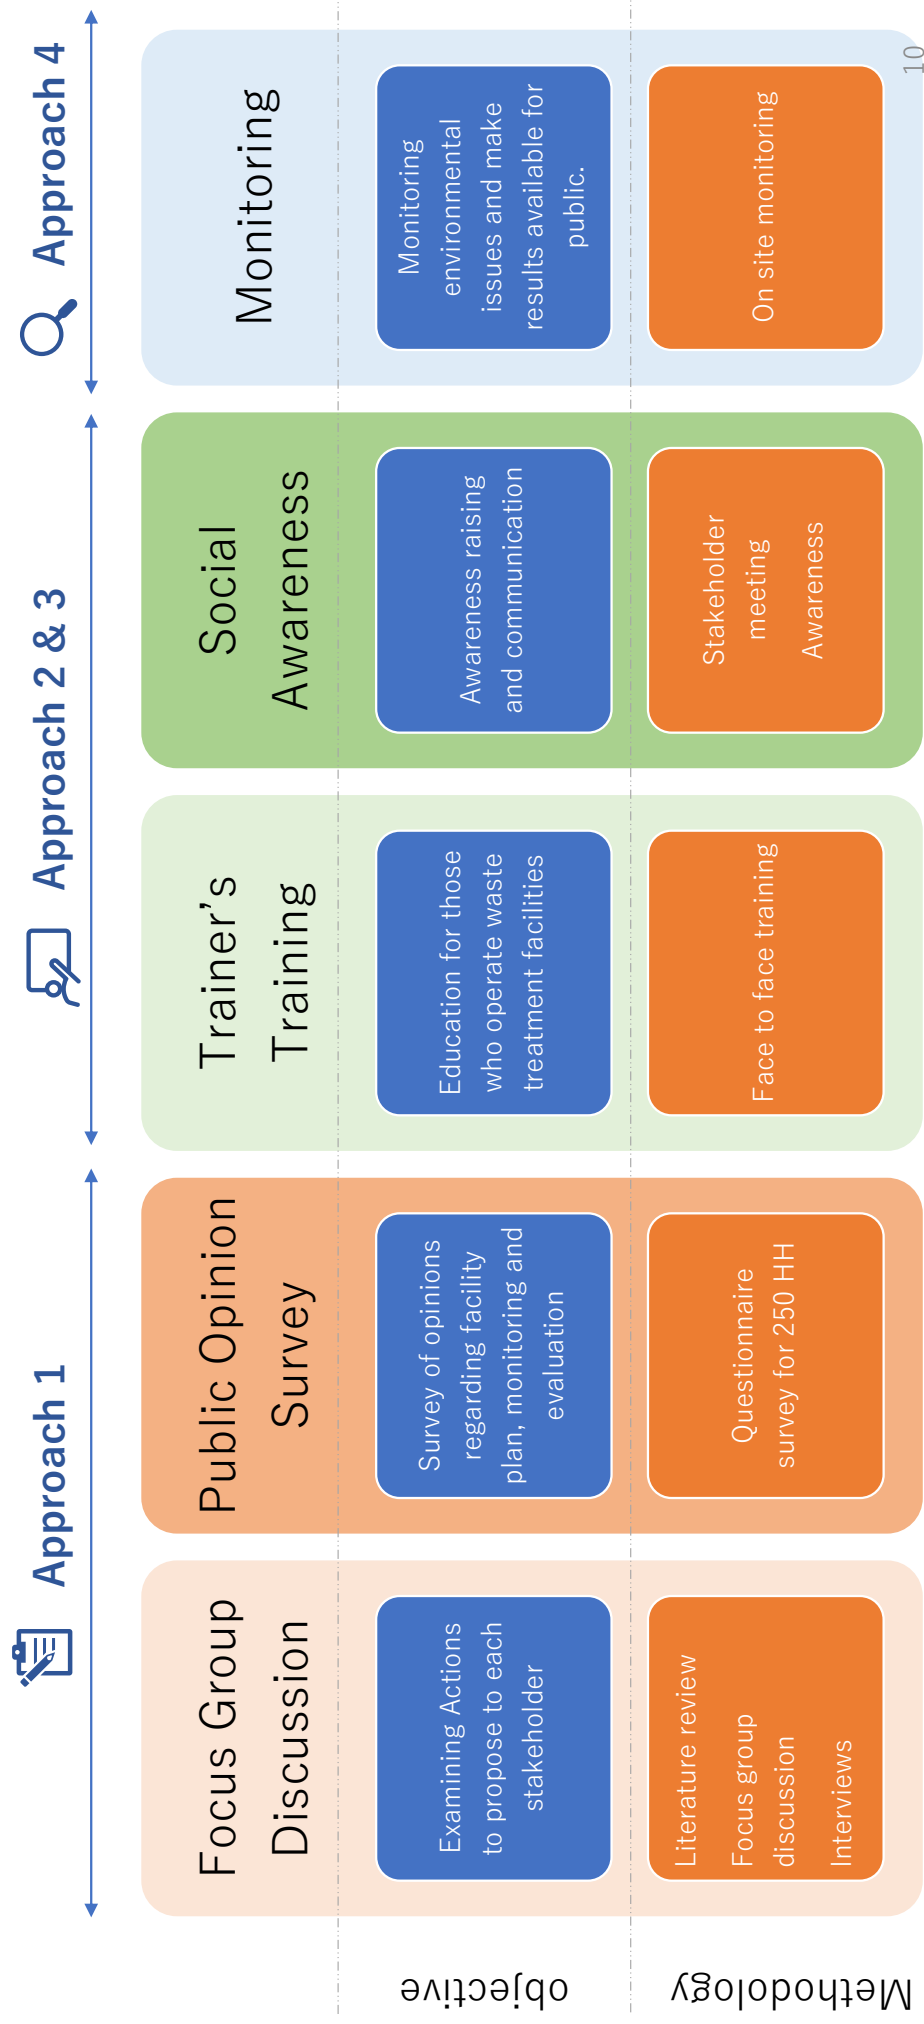 Approach 1
Approach 2 & 3
Approach 4
Focus Group
Discussion
Public Opinion
Survey
Trainer’s
Training
Social
Awareness
Monitoring
objective
Examining Actions
to propose to each
stakeholder
Survey of opinions
regarding facility
plan, monitoring and
evaluation
Education for those
who operate waste
treatment facilities
Awareness raising
and communication
Monitoring
environmental
issues and make
results available for
public.
Methodology
Literature review
Focus group
discussion
Interviews
Questionnaire
survey for 250 HH
Face to face training
Stakeholder
meeting
Awareness
On site monitoring
10